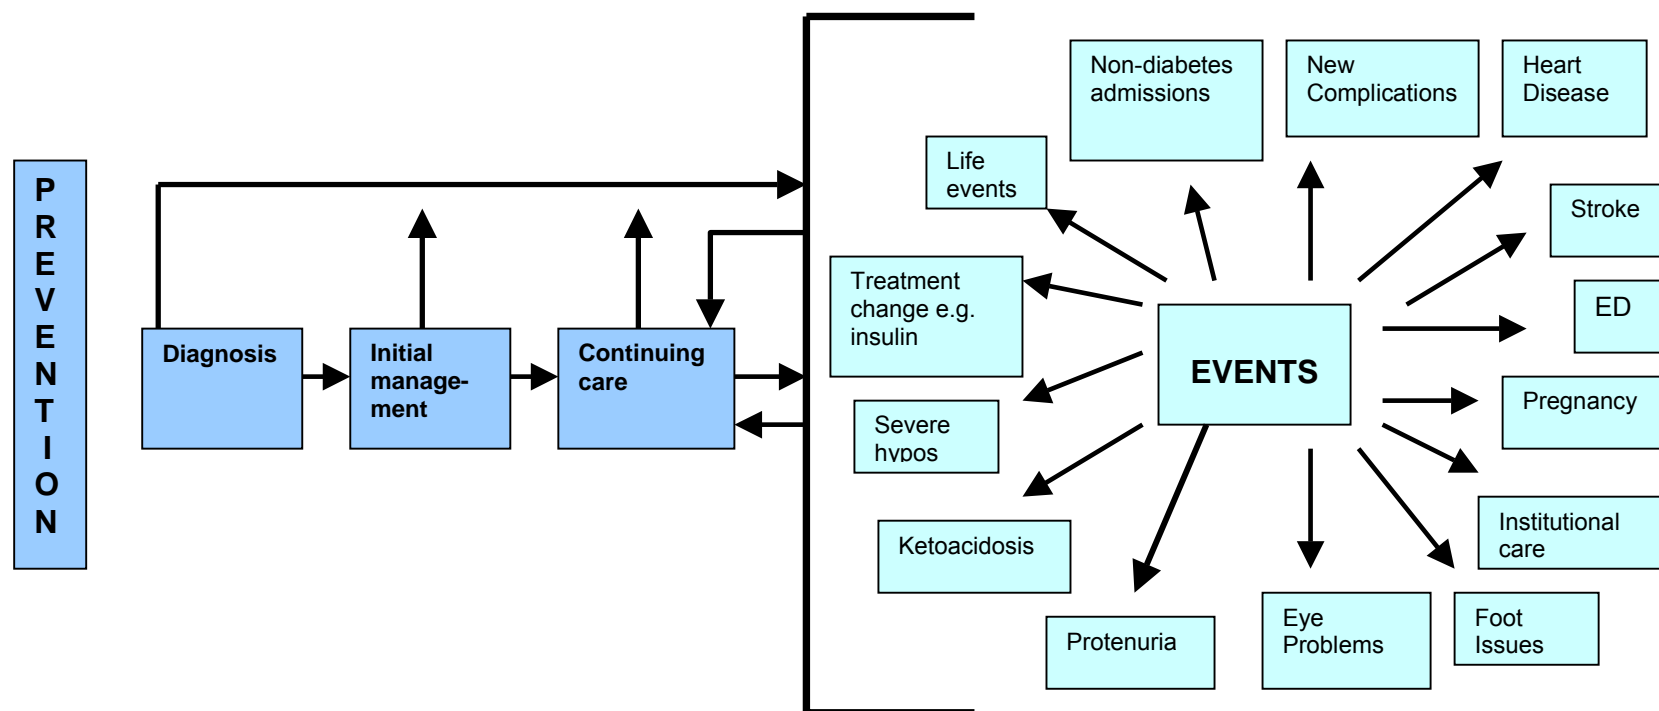 PREVENTION
Diagnosis
Initial
manage-
ment
Continuing
care
Non-diabetes
admissions
New
Complications
Heart
Disease
Life
events
Stroke
Treatment
change e.g.
insulin
ED
EVENTS
Pregnancy
Severe
hypos
Institutional
care
Ketoacidosis
Protenuria
Eye
Problems
Foot
Issues